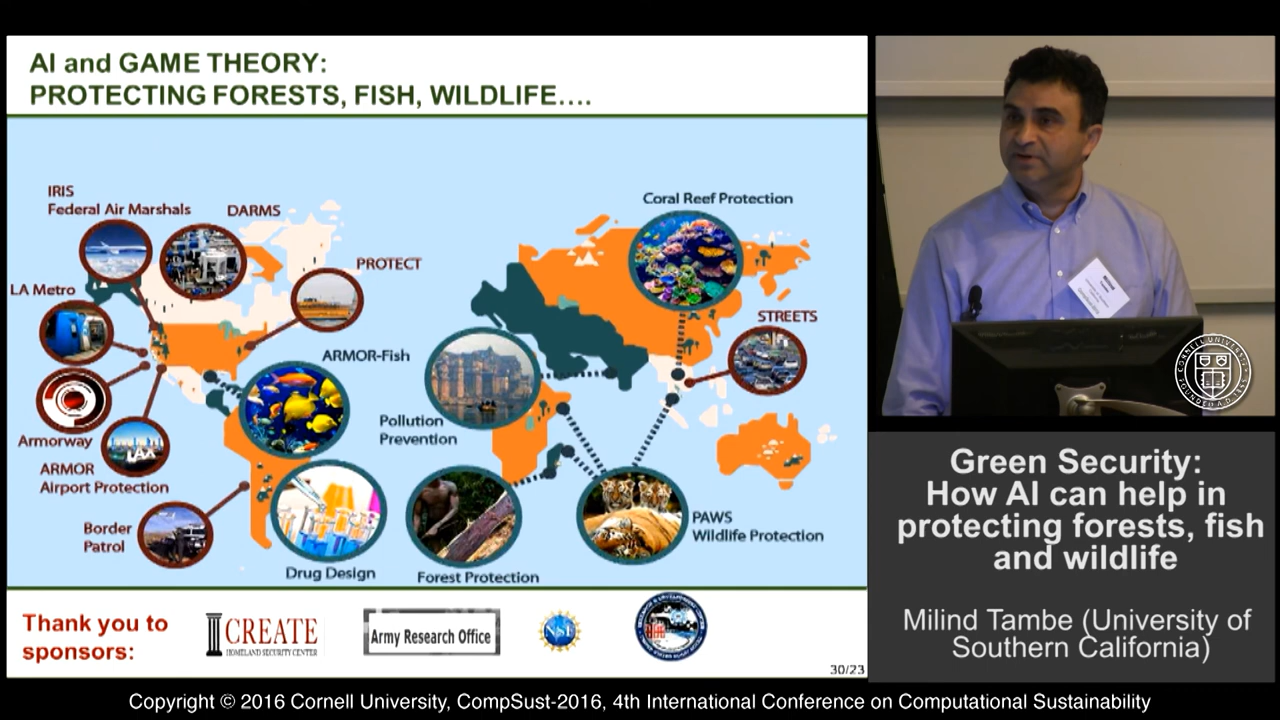 AI and GAME THEORY:
PROTECTING FORESTS, FISH, WILDLIFE....
IRIS
Federal Air Marshals
DARMS
PROTECT
LA Metro
ARMOR-Fish
Armorway
ARMOR
Airport Protection
LAX
Border
Patrol
Drug Design
Coral Reef Protection
STREETS
Pollution
Prevention
Forest Protection
PAWS
Wildlife Protection
Thank you to
sponsors:
CREATE
HOMELAND SECURITY CENTER
Army Research Office
NSF
30/23
Green Security:
How AI can help in
protecting forests, fish
and wildlife
Milind Tambe (University of
Southern California)
Copyright © 2016 Cornell University, CompSust-2016, 4th International Conference on Computational Sustainability